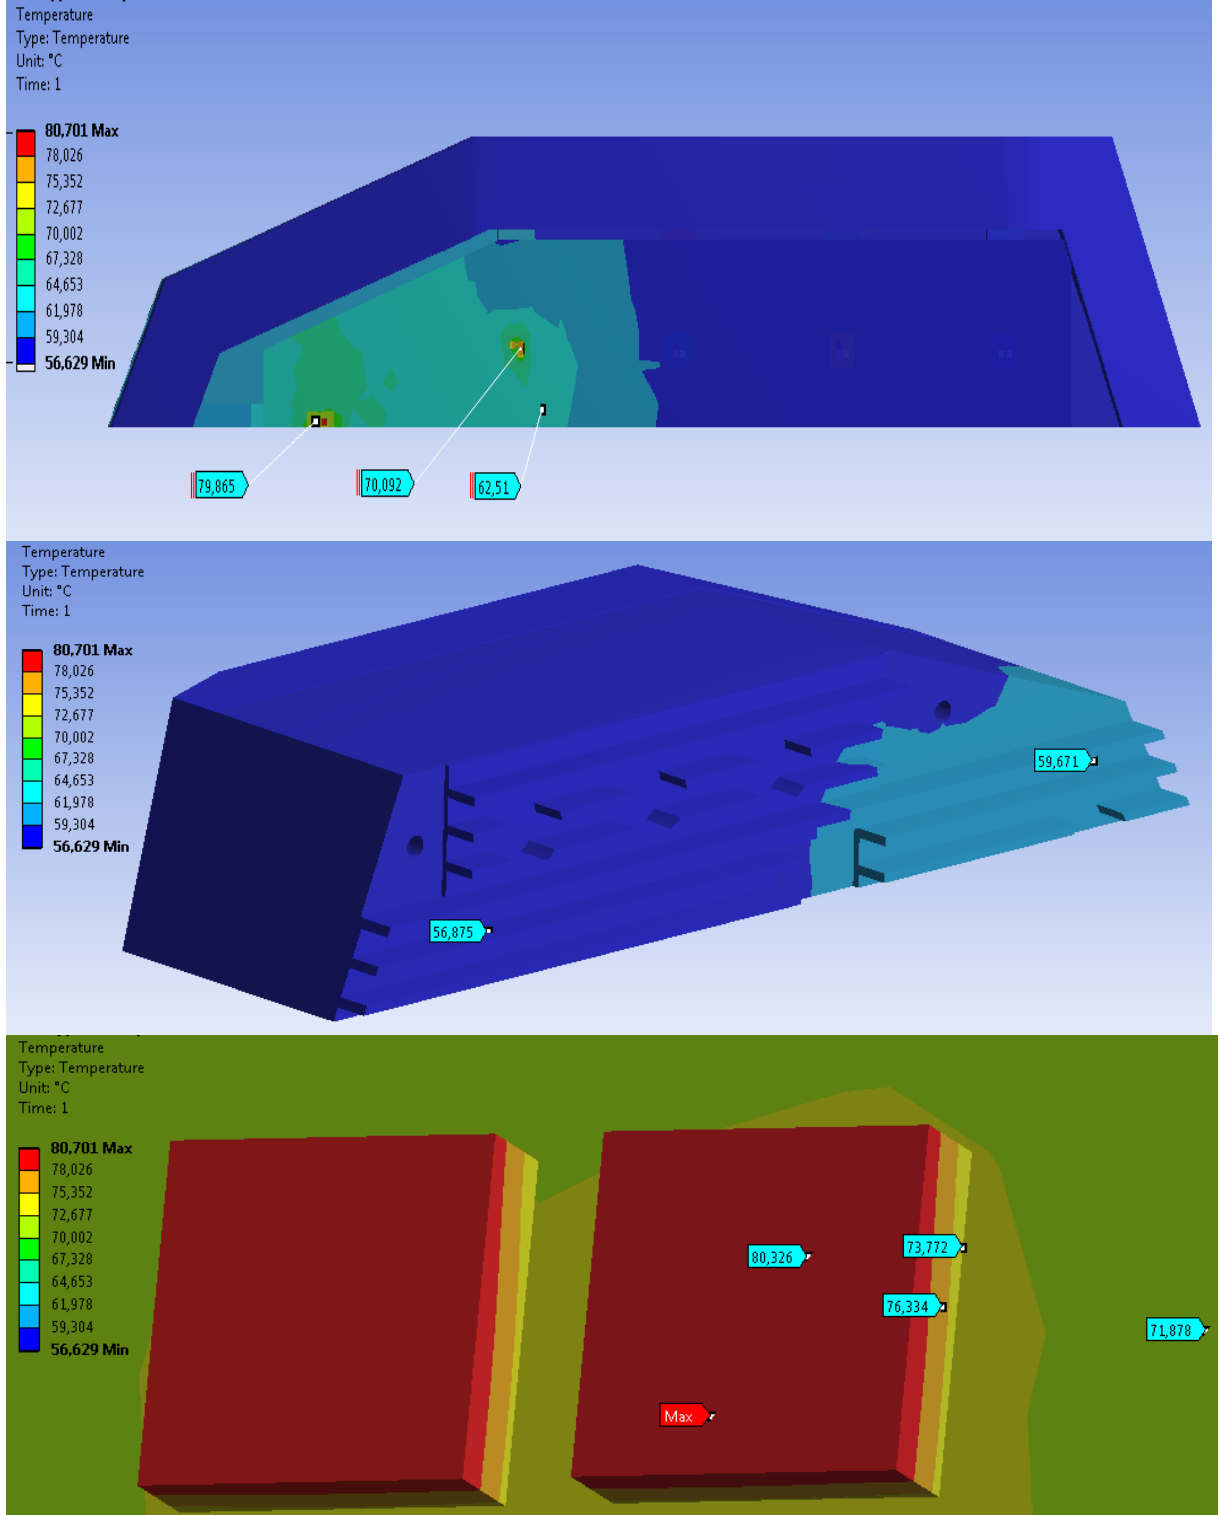 Temperature
Type: Temperature
Unit: °C
Time: 1
80,701 Max
78,026
75,352
72,677
70,002
67,328
64,653
61,978
59,304
56,629 Min
79,865
70,092
62,51
Temperature
Type: Temperature
Unit: °C
Time: 1
80,701 Max
78,026
75,352
72,677
70,002
67,328
64,653
61,978
59,304
56,629 Min
59,671
56,875
Temperature
Type: Temperature
Unit: °C
Time: 1
80,701 Max
78,026
75,352
72,677
70,002
67,328
64,653
61,978
59,304
56,629 Min
80,326
73,772
76,334
71,878
Max